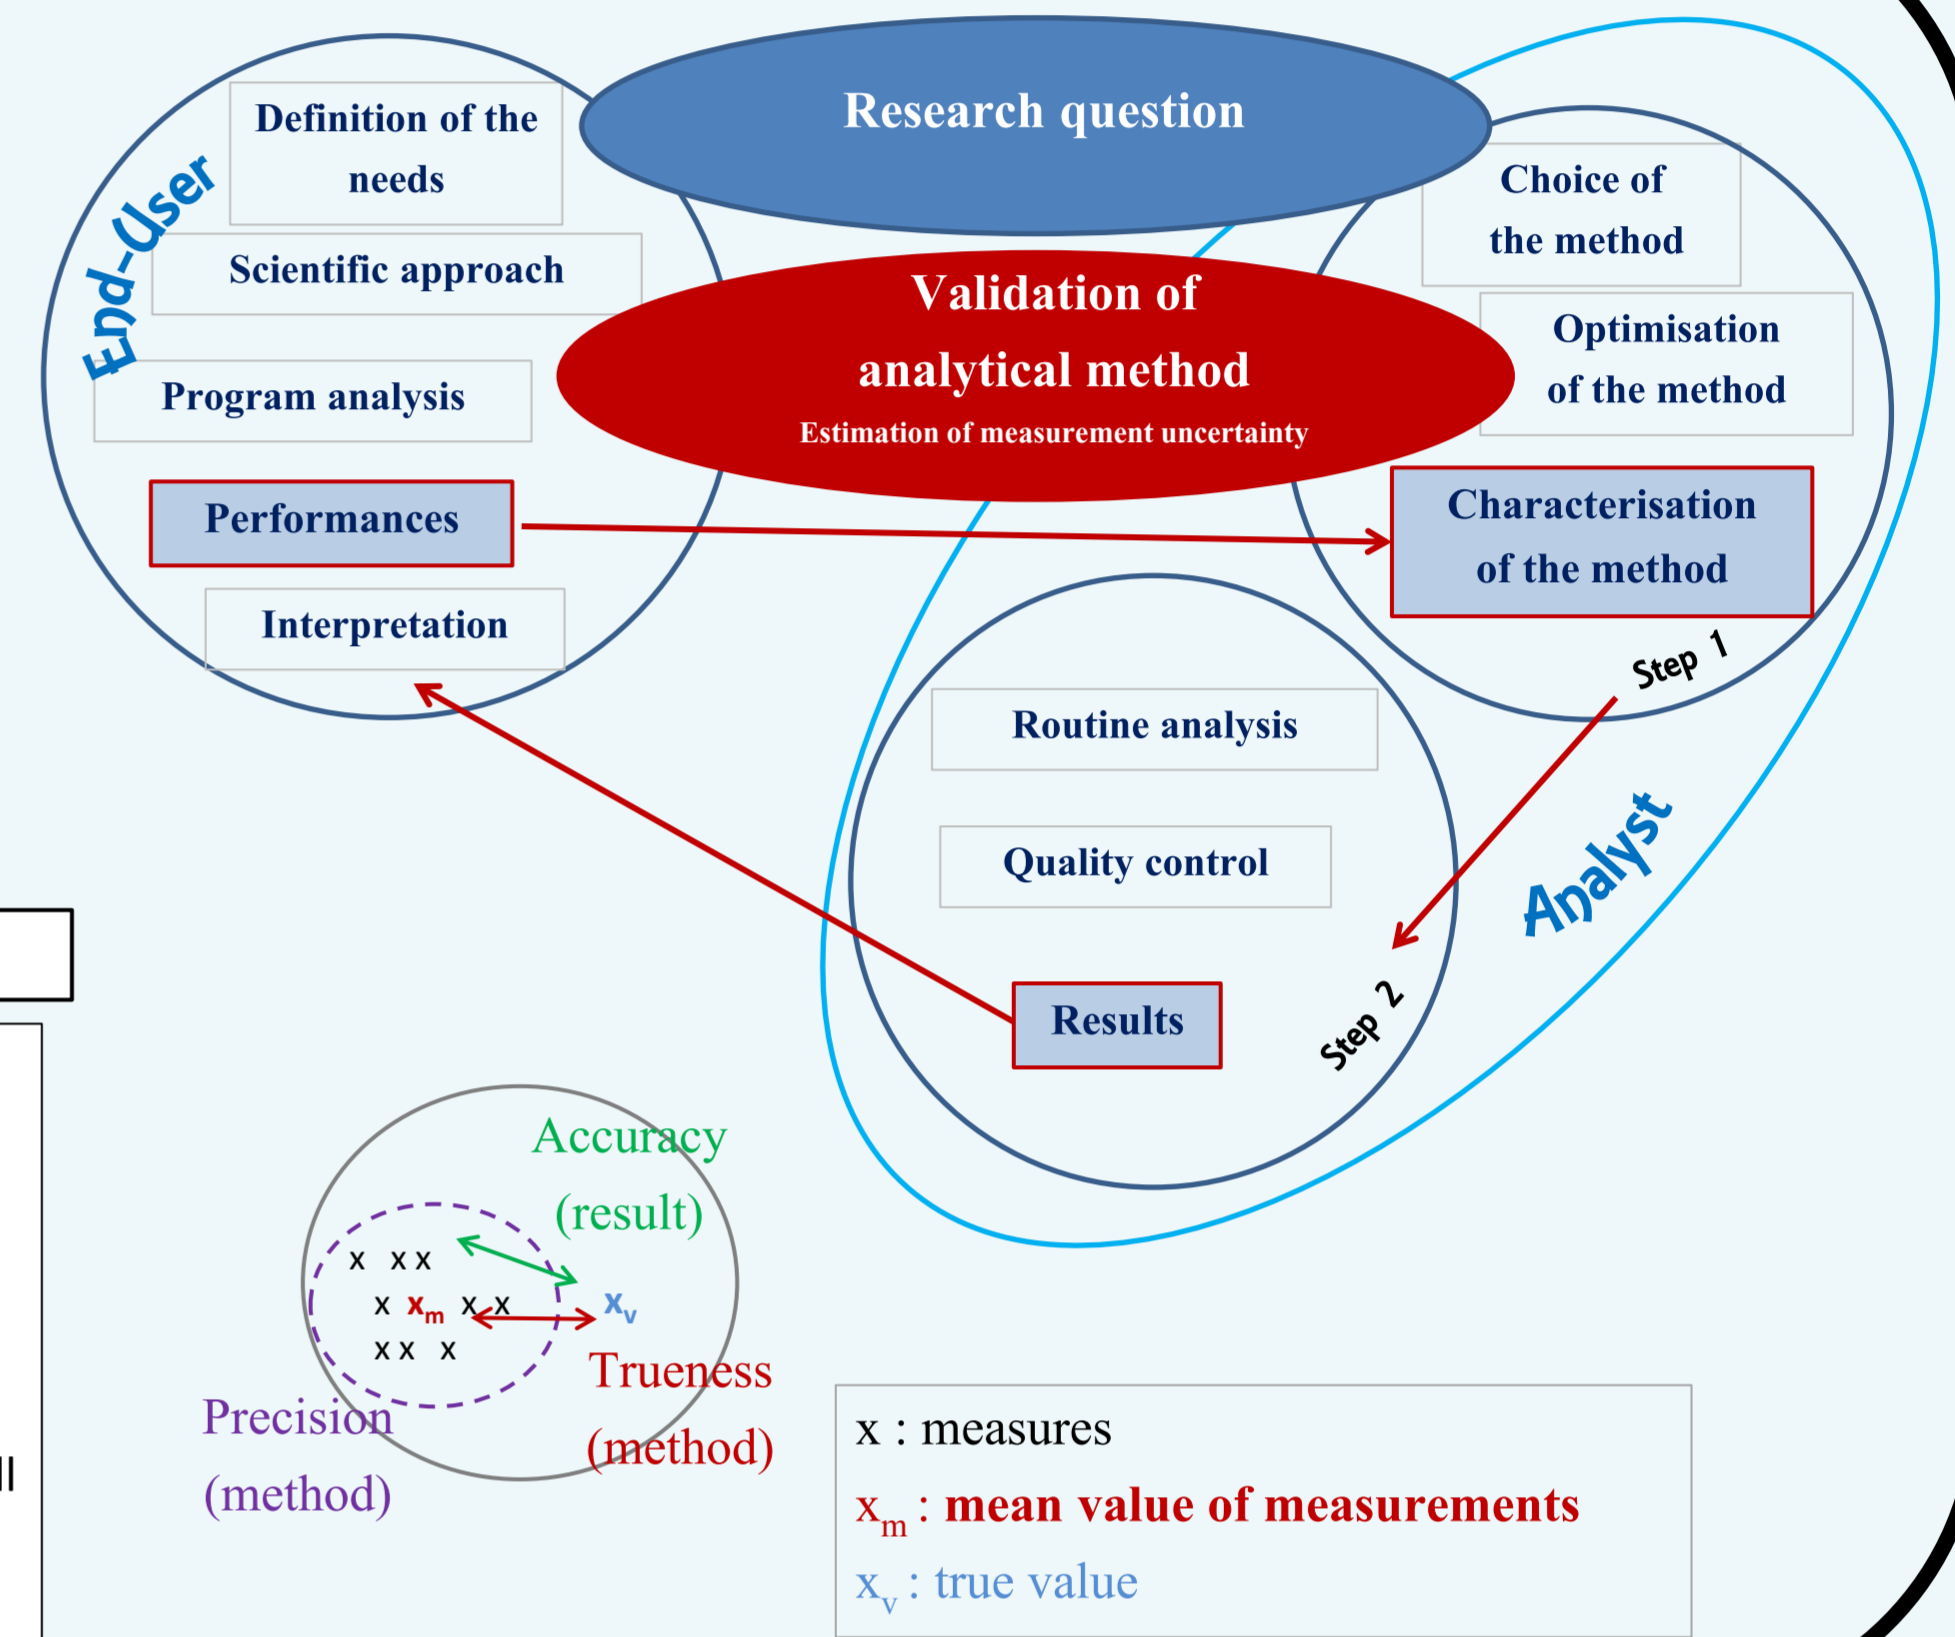 Research question
Validation of
analytical method
Estimation of measurement uncertainty
End-User
Definition of the
needs
Scientific approach
Program analysis
Performances
Interpretation
Choice of
the method
Optimisation
of the method
Characterisation
of the method
Step 1
Analyst
Routine analysis
Quality control
Results
Step 2
Accuracy
(result)
x x x
x xm x x
xv
x x x
Trueness
(method)
Precision
(method)
x : measures
xm : mean value of measurements
xv : true value